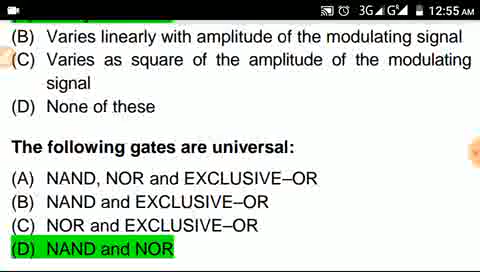 3G G 12:55 AM
(B) Varies linearly with amplitude of the modulating signal
(C) Varies as square of the amplitude of the modulating
signal
(D) None of these
The following gates are universal:
(A) NAND, NOR and EXCLUSIVE–OR
(B) NAND and EXCLUSIVE–OR
(C) NOR and EXCLUSIVE–OR
(D) NAND and NOR